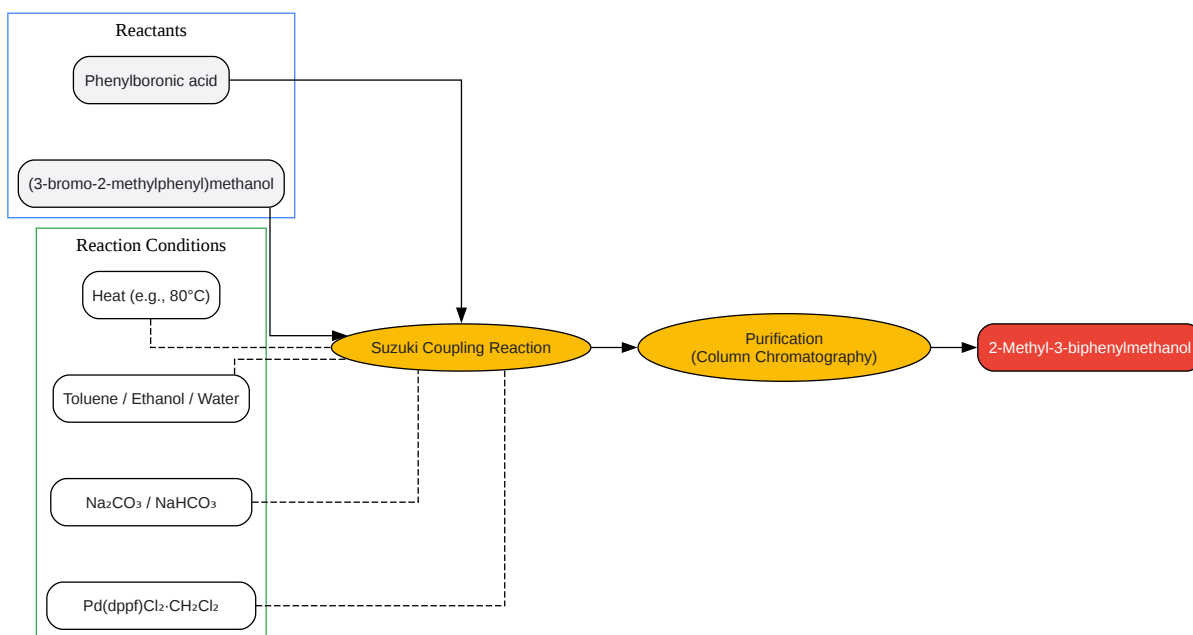 Reactants
Phenylboronic acid
(3-bromo-2-methylphenyl)methanol
Reaction Conditions
Heat (e.g., 80°C)
Toluene / Ethanol / Water
Na₂CO₃ / NaHCO₃
Pd(dppf)Cl₂·CH₂Cl₂
Suzuki Coupling Reaction
Purification
(Column Chromatography)
2-Methyl-3-biphenylmethanol